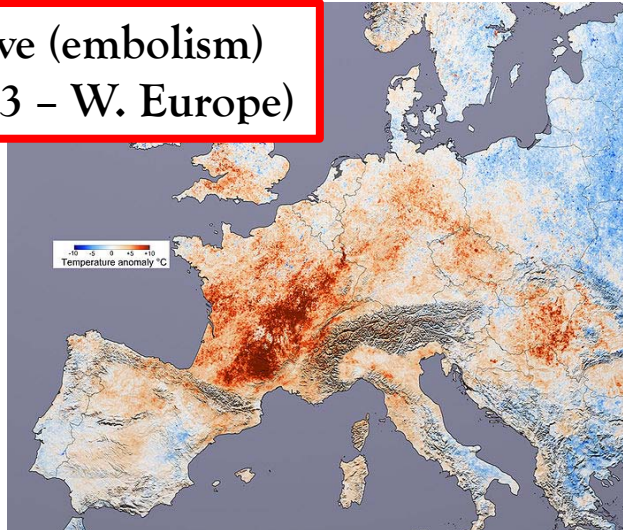 ve (embolism)
3 – W. Europe)
-10 -5 0 +5 +10
Temperature anomaly °C